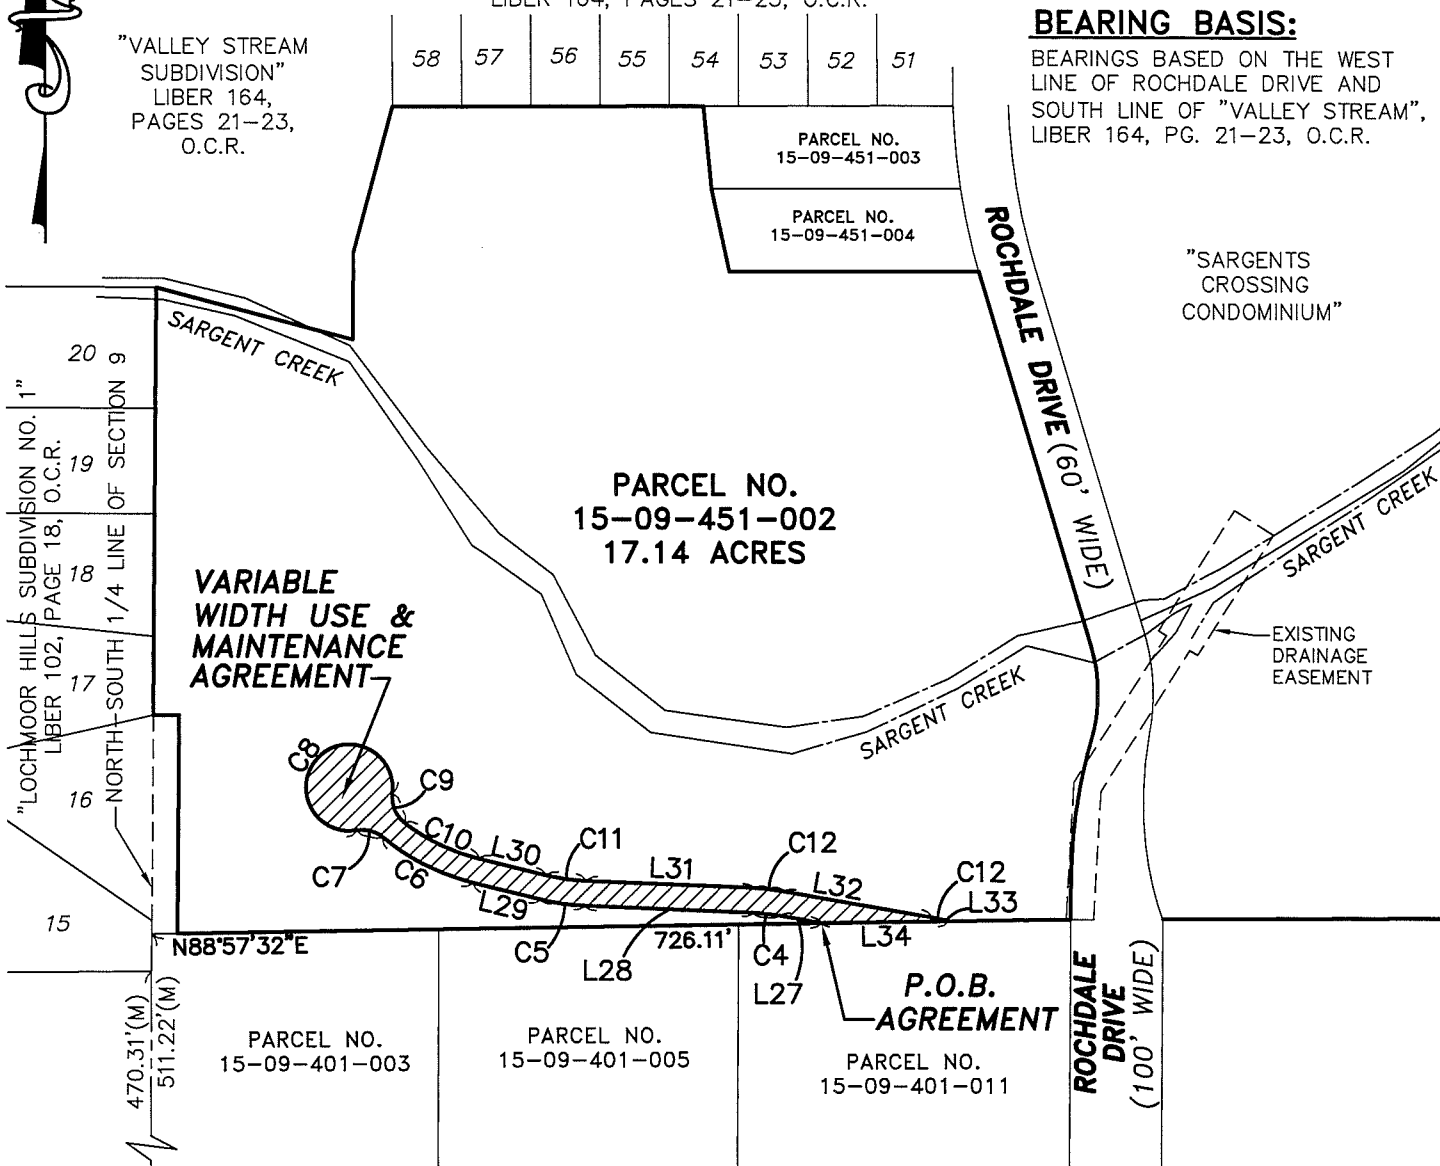 LIBER 164, PAGES 21-23, O.C.R.
"VALLEY STREAM
SUBDIVISION"
LIBER 164,
PAGES 21-23,
O.C.R.
58 57 56 55 54 53 52 51
BEARING BASIS:
BEARINGS BASED ON THE WEST
LINE OF ROCHDALE DRIVE AND
SOUTH LINE OF "VALLEY STREAM",
LIBER 164, PG. 21-23, O.C.R.
PARCEL NO.
15-09-451-003
PARCEL NO.
15-09-451-004
ROCHDALE DRIVE (60' WIDE)
"SARGENTS
CROSSING
CONDOMINIUM"
SARGENT CREEK
20
19
18
17
16
15
"LOCHMOOR HILLS SUBDIVISION NO. 1"
LIBER 102, PAGE 18, O.C.R.
NORTH-SOUTH 1/4 LINE OF SECTION 9
PARCEL NO.
15-09-451-002
17.14 ACRES
VARIABLE
WIDTH USE &
MAINTENANCE
AGREEMENT
SARGENT CREEK
SARGENT CREEK
EXISTING
DRAINAGE
EASEMENT
C8
C9
C10
L30
C11
L31
C12
L32
C12
L33
C7
C6
L29
C5
L28
726.11'
C4
L27
L34
N88°57'32"E
P.O.B.
AGREEMENT
470.31'(M)
511.22'(M)
PARCEL NO.
15-09-401-003
PARCEL NO.
15-09-401-005
PARCEL NO.
15-09-401-011
ROCHDALE
DRIVE
(100' WIDE)